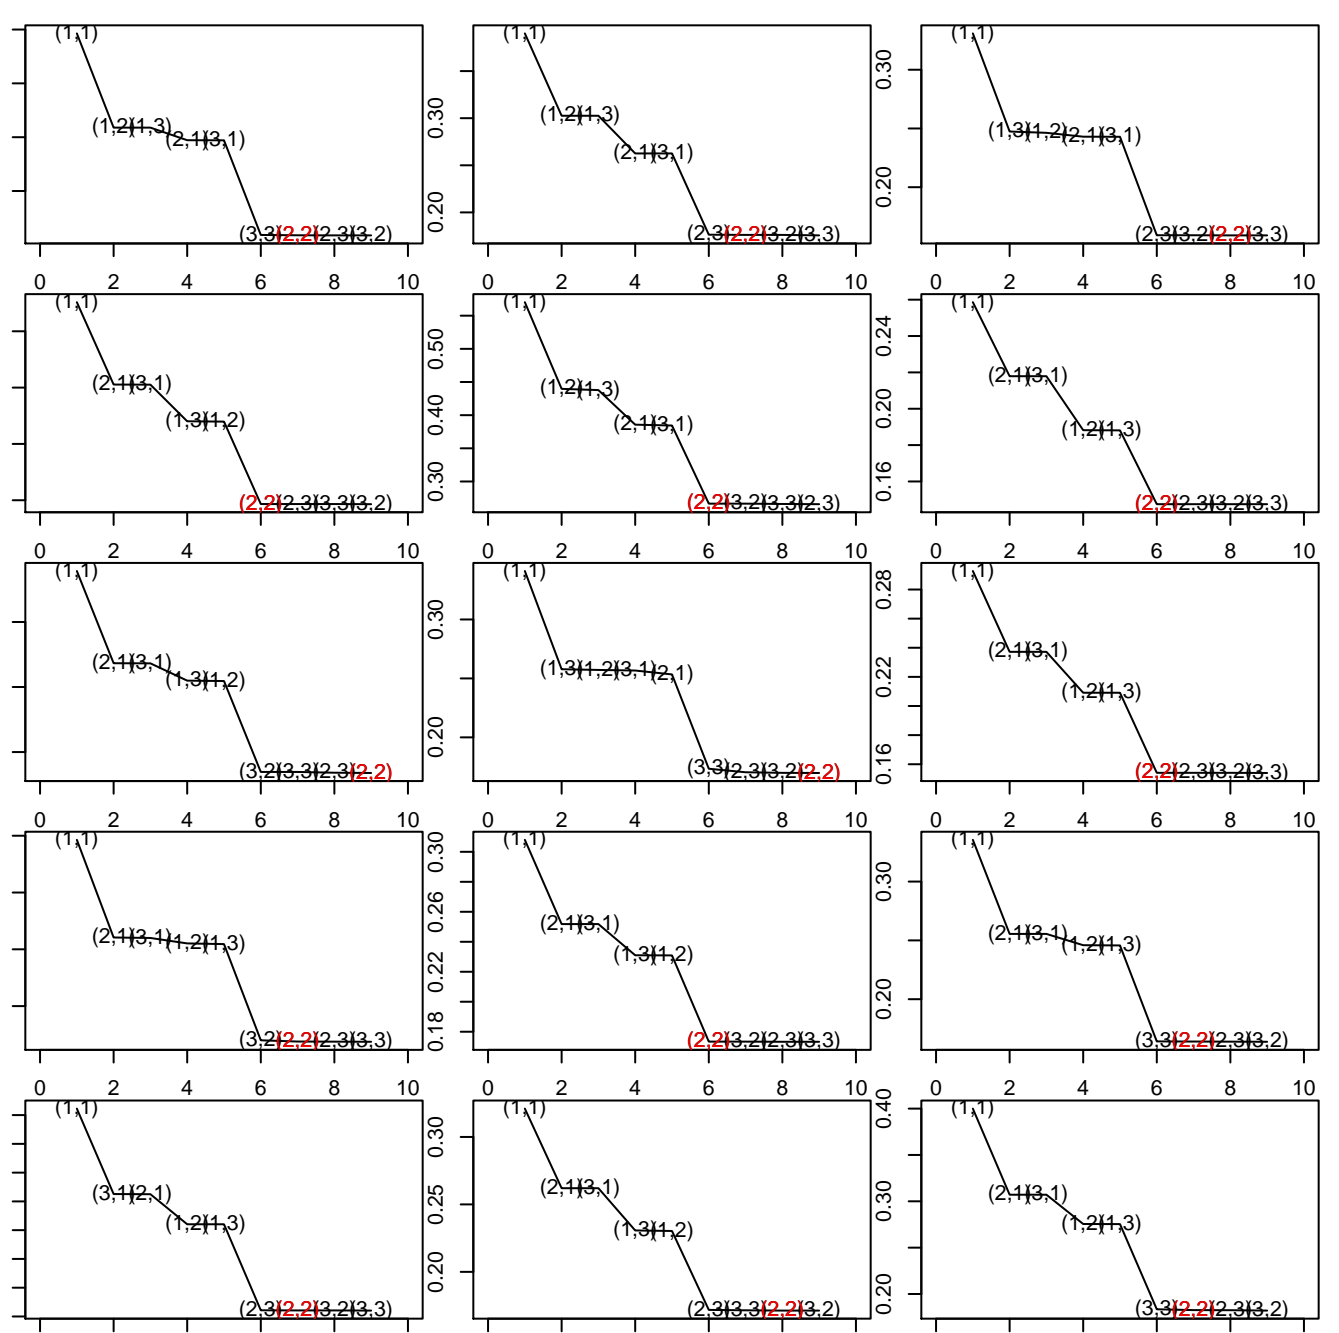 (1,1) (1,1) (1,1)
0.30 0.30
(1,2)(1,3) (2,1)(3,1) (1,2)(1,3) (2,1)(3,1) (1,3)(1,2)(2,1)(3,1)
0.20 0.20
(3,3)(2,2)(2,3)(3,2) (2,3)(2,2)(3,2)(3,3) (2,3)(3,2)(2,2)(3,3)
0 2 4 6 8 10 0 2 4 6 8 10 0 2 4 6 8 10
(1,1) (1,1) (1,1)
0.50 0.24
(2,1)(3,1) (1,2)(1,3) (2,1)(3,1)
0.40 0.20
(1,3)(1,2) (2,1)(3,1) (1,2)(1,3)
0.30 0.16
(2,2)(2,3)(3,3)(3,2) (2,2)(3,2)(3,3)(2,3) (2,2)(2,3)(3,2)(3,3)
0 2 4 6 8 10 0 2 4 6 8 10 0 2 4 6 8 10
(1,1) (1,1) (1,1)
0.30 0.28
(2,1)(3,1) (1,3)(1,2) (1,3)(1,2)(3,1)(2,1) (2,1)(3,1)
0.22
(1,2)(1,3)
0.20 0.16
(3,2)(3,3)(2,3)(2,2) (3,3)(2,3)(3,2)(2,2) (2,2)(2,3)(3,2)(3,3)
0 2 4 6 8 10 0 2 4 6 8 10 0 2 4 6 8 10
(1,1) (1,1) (1,1)
0.30 0.30
0.26
(2,1)(3,1)(1,2)(1,3) (2,1)(3,1) (1,3)(1,2) (2,1)(3,1)(1,2)(1,3)
0.22 0.20
0.18
(3,2)(2,2)(2,3)(3,3) (2,2)(3,2)(2,3)(3,3) (3,3)(2,2)(2,3)(3,2)
0 2 4 6 8 10 0 2 4 6 8 10 0 2 4 6 8 10
(1,1) (1,1) (1,1)
0.30 0.40
(3,1)(2,1) (2,1)(3,1) (2,1)(3,1)
0.25 0.30
(1,2)(1,3) (1,3)(1,2) (1,2)(1,3)
0.20 0.20
(2,3)(2,2)(3,2)(3,3) (2,3)(3,3)(2,2)(3,2) (3,3)(2,2)(2,3)(3,2)